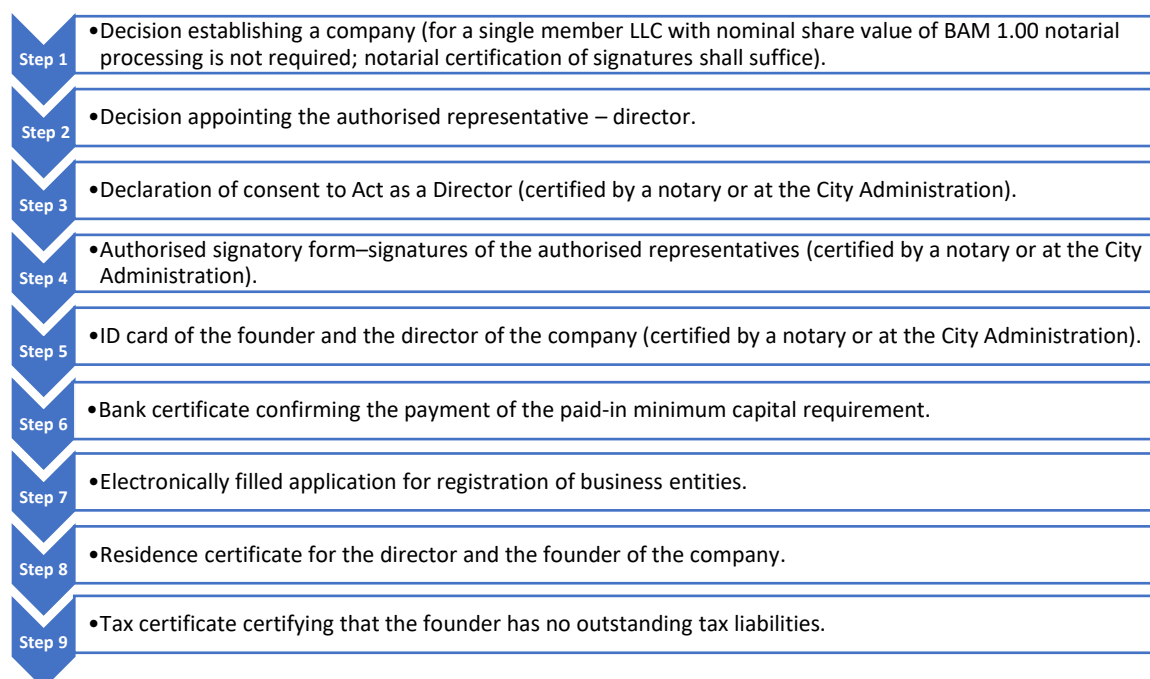 Step 1
•Decision establishing a company (for a single member LLC with nominal share value of BAM 1.00 notarial
processing is not required; notarial certification of signatures shall suffice).
Step 2
•Decision appointing the authorised representative – director.
Step 3
•Declaration of consent to Act as a Director (certified by a notary or at the City Administration).
Step 4
•Authorised signatory form–signatures of the authorised representatives (certified by a notary or at the City
Administration).
Step 5
•ID card of the founder and the director of the company (certified by a notary or at the City Administration).
Step 6
•Bank certificate confirming the payment of the paid-in minimum capital requirement.
Step 7
•Electronically filled application for registration of business entities.
Step 8
•Residence certificate for the director and the founder of the company.
Step 9
•Tax certificate certifying that the founder has no outstanding tax liabilities.